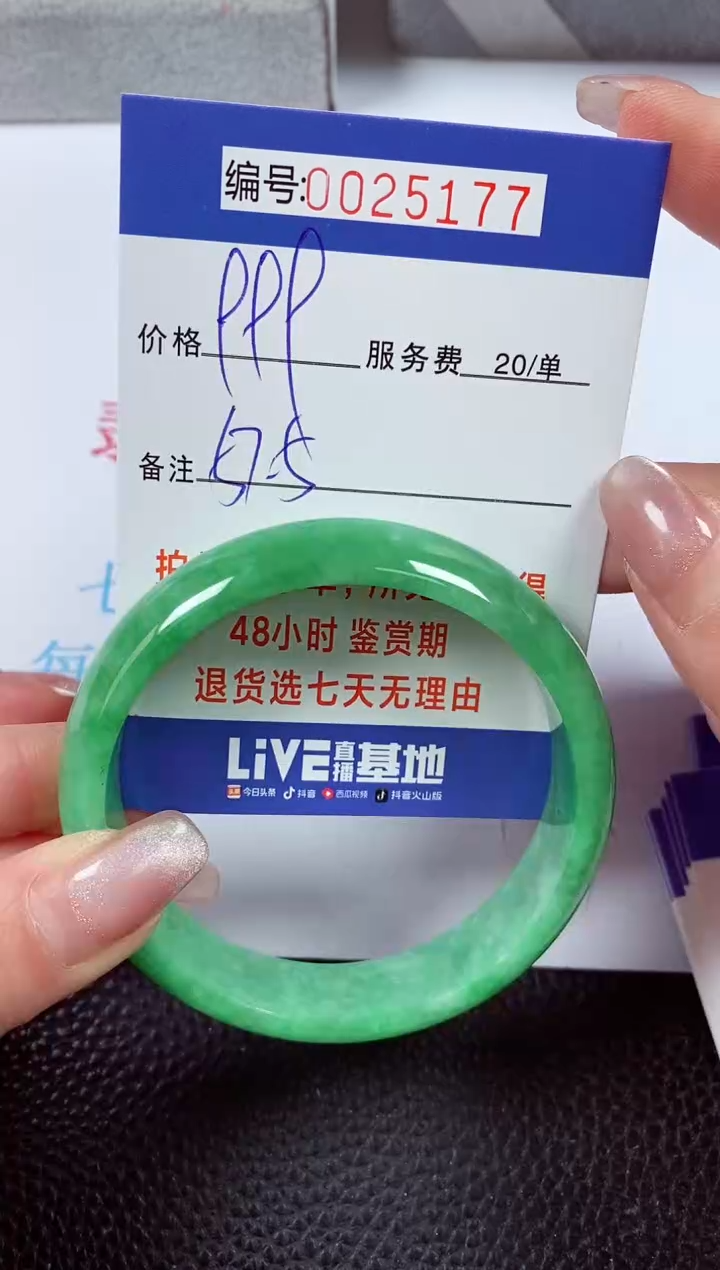 编号:0025177
价格 999 服务费 20/单
备注 57.5
48小时 鉴赏期
退货选七天无理由
LiVE直播基地
今日头条 抖音 西瓜视频 抖音火山版